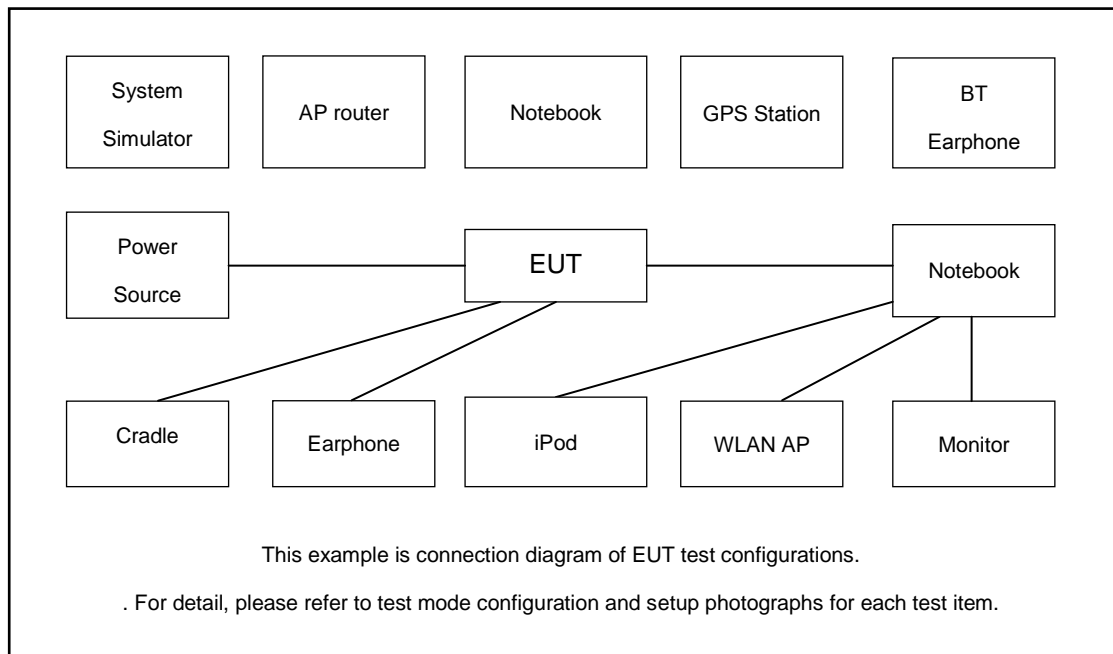 System
Simulator
AP router
Notebook
GPS Station
BT
Earphone
Power
Source
EUT
Notebook
Cradle
Earphone
iPod
WLAN AP
Monitor
This example is connection diagram of EUT test configurations.
. For detail, please refer to test mode configuration and setup photographs for each test item.